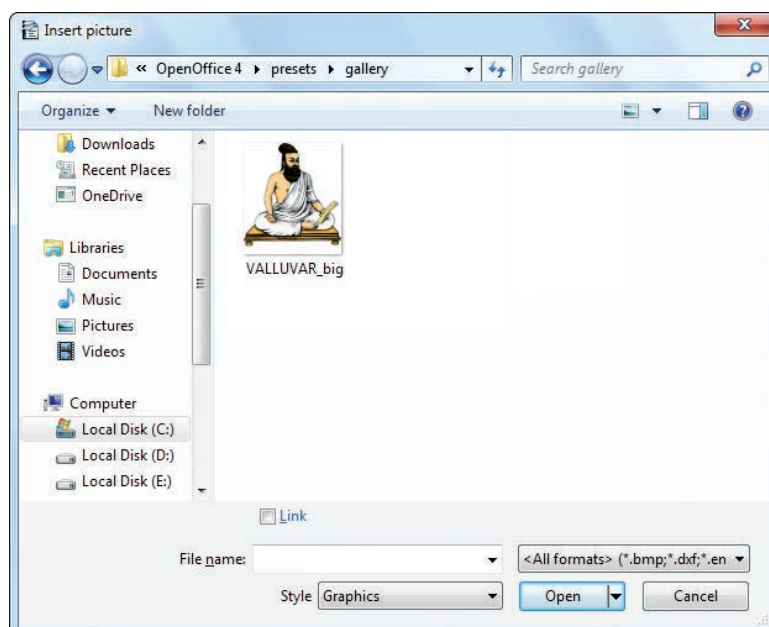 Insert picture
« OpenOffice 4 ▸ presets ▸ gallery
Search gallery
Organize
New folder
Downloads
Recent Places
OneDrive
Libraries
Documents
Music
Pictures
Videos
Computer
Local Disk (C:)
Local Disk (D:)
Local Disk (E:)
VALLUVAR_big
Link
File name:
<All formats> (*.bmp;*.dxf;*.en
Style Graphics
Open
Cancel